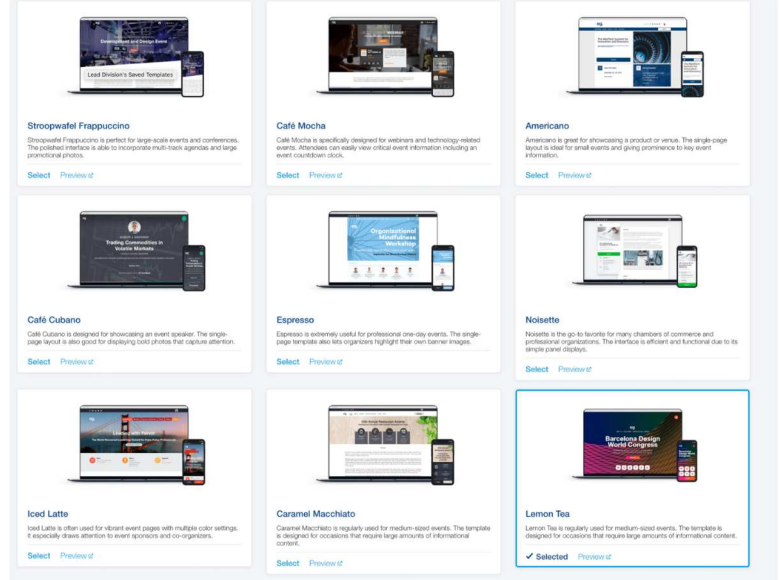 Development and Design Event
Lead Division's Saved Templates
Stroopwafel Frappuccino
Stroopwafel Frappuccino is perfect for large-scale events and conferences.
The polished interface is able to incorporate multi-track agendas and large
promotional photos.
Select Preview
Café Mocha
Café Mocha is specifically designed for webinars and technology-related
events. Attendees can easily view critical event information including an
event countdown clock.
Select Preview
Americano
Americano is great for showcasing a product or venue. The single-page
layout is ideal for small events and giving prominence to key event
information.
Select Preview
Trading Commodities in
Volatile Markets
Café Cubano
Café Cubano is designed for showcasing an event speaker. The single-
page layout is also good for displaying bold photos that capture attention.
Select Preview
Organizational
Mindfulness
Workshop
Espresso
Espresso is extremely useful for professional one-day events. The single-
page template also lets organizers highlight their own banner images.
Select Preview
Noisette
Noisette is the go-to favorite for many chambers of commerce and
professional organizations. The interface is efficient and functional due to its
simple panel displays.
Select Preview
Iced Latte
Iced Latte is often used for vibrant event pages with multiple color settings.
It especially draws attention to event sponsors and co-organizers.
Select Preview
Caramel Macchiato
Caramel Macchiato is regularly used for medium-sized events. The template
is designed for occasions that require large amounts of informational
content.
Select Preview
Barcelona Design
World Congress
Lemon Tea
Lemon Tea is regularly used for medium-sized events. The template is
designed for occasions that require large amounts of informational content.
Selected Preview